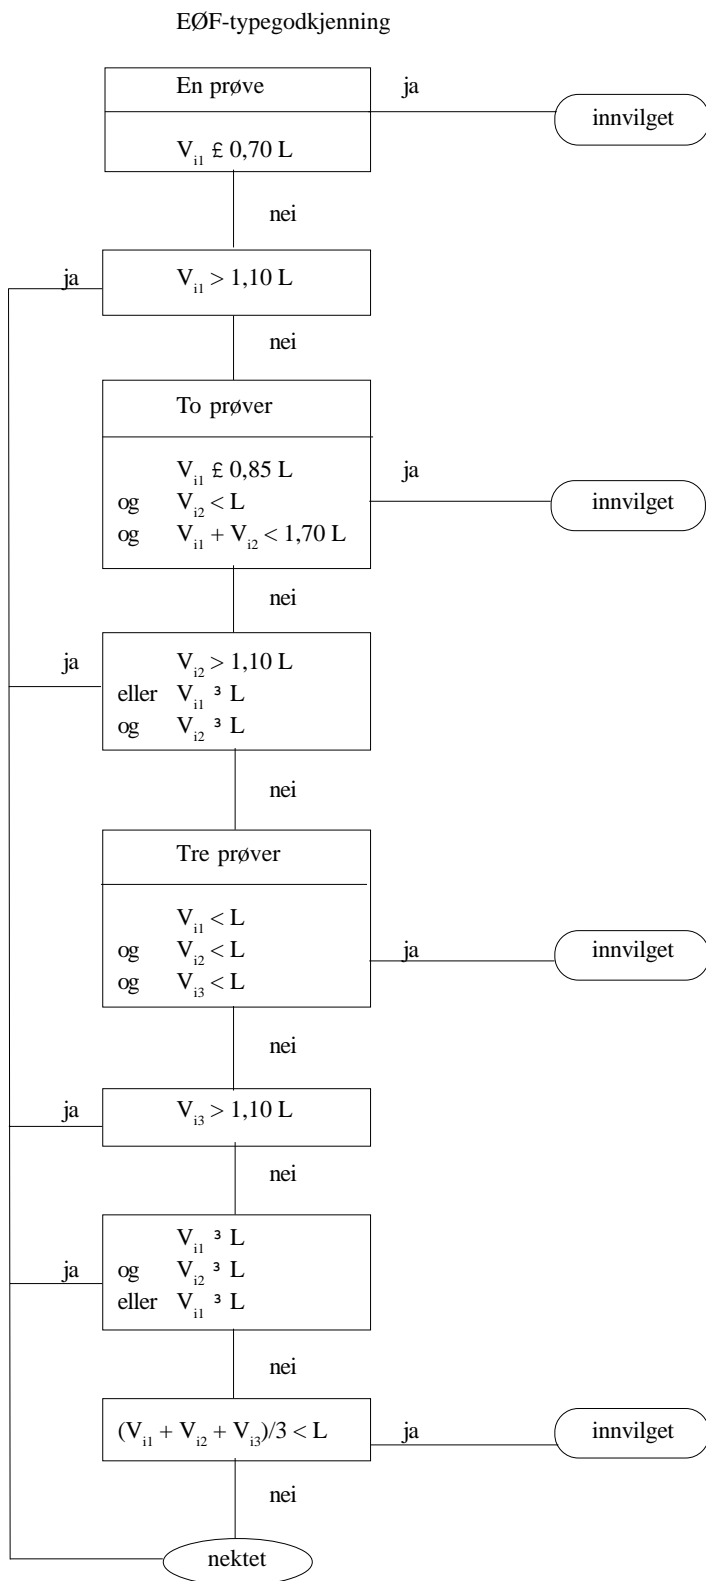 EØF-typegodkjenning
En prøve
ja
innvilget
V_i1 £ 0,70 L
nei
ja
V_i1 > 1,10 L
nei
To prøver
V_i1 £ 0,85 L
ja
og V_i2 < L
innvilget
og V_i1 + V_i2 < 1,70 L
nei
ja
V_i2 > 1,10 L
eller V_i1 ³ L
og V_i2 ³ L
nei
Tre prøver
V_i1 < L
og V_i2 < L
ja
innvilget
og V_i3 < L
nei
ja
V_i3 > 1,10 L
nei
V_i1 ³ L
ja
og V_i2 ³ L
eller V_i1 ³ L
nei
(V_i1 + V_i2 + V_i3)/3 < L
ja
innvilget
nei
nektet